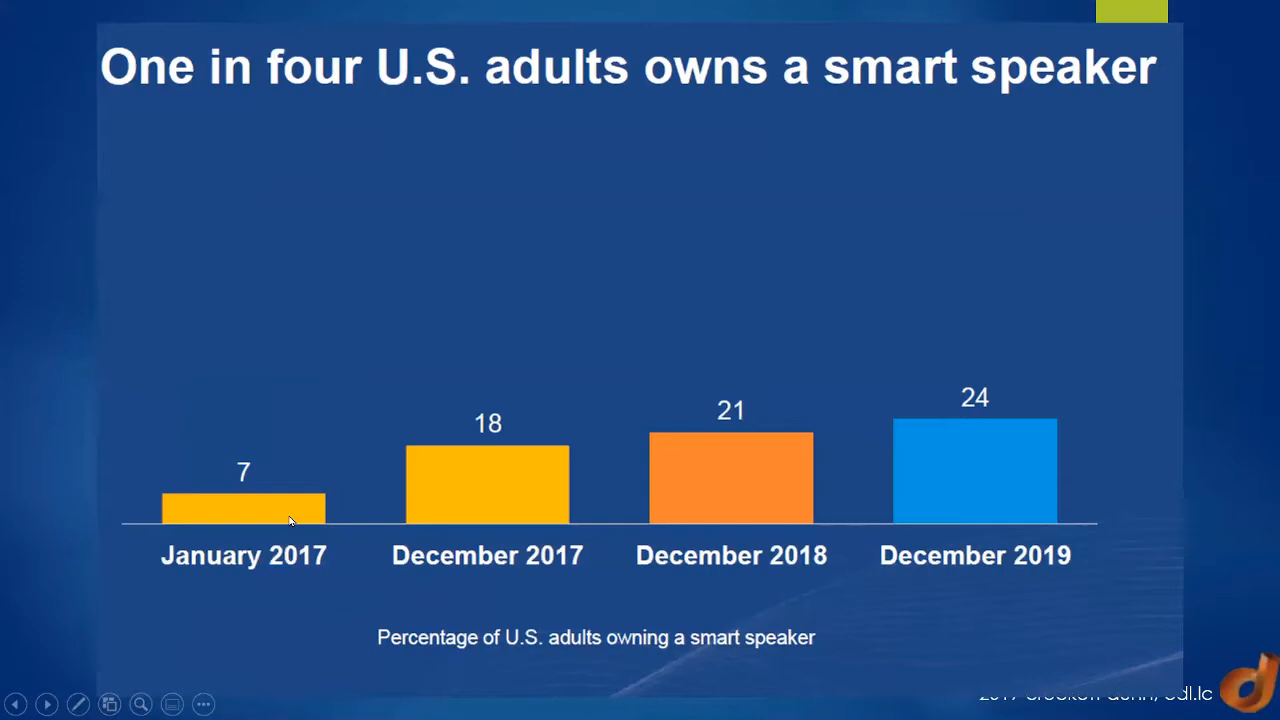 One in four U.S. adults owns a smart speaker
7
18
21
24
January 2017
December 2017
December 2018
December 2019
Percentage of U.S. adults owning a smart speaker